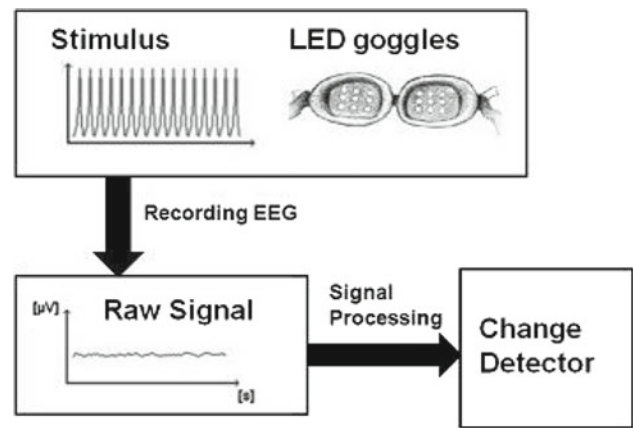 Stimulus
LED goggles
Recording EEG
[µV]
Raw Signal
[s]
Signal
Processing
Change
Detector